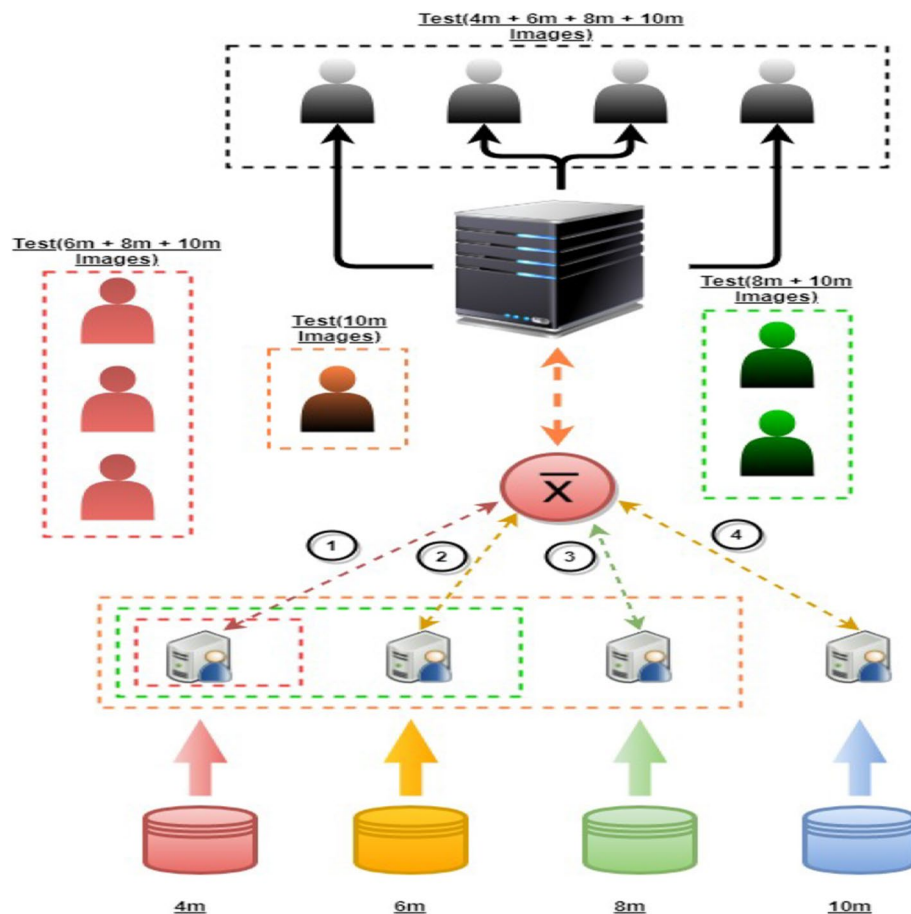 Test(4m + 6m + 8m + 10m
Images)
Test(6m + 8m + 10m
Images)
Test(10m
Images)
Test(8m + 10m
Images)
x̄
1
2
3
4
4m
6m
8m
10m